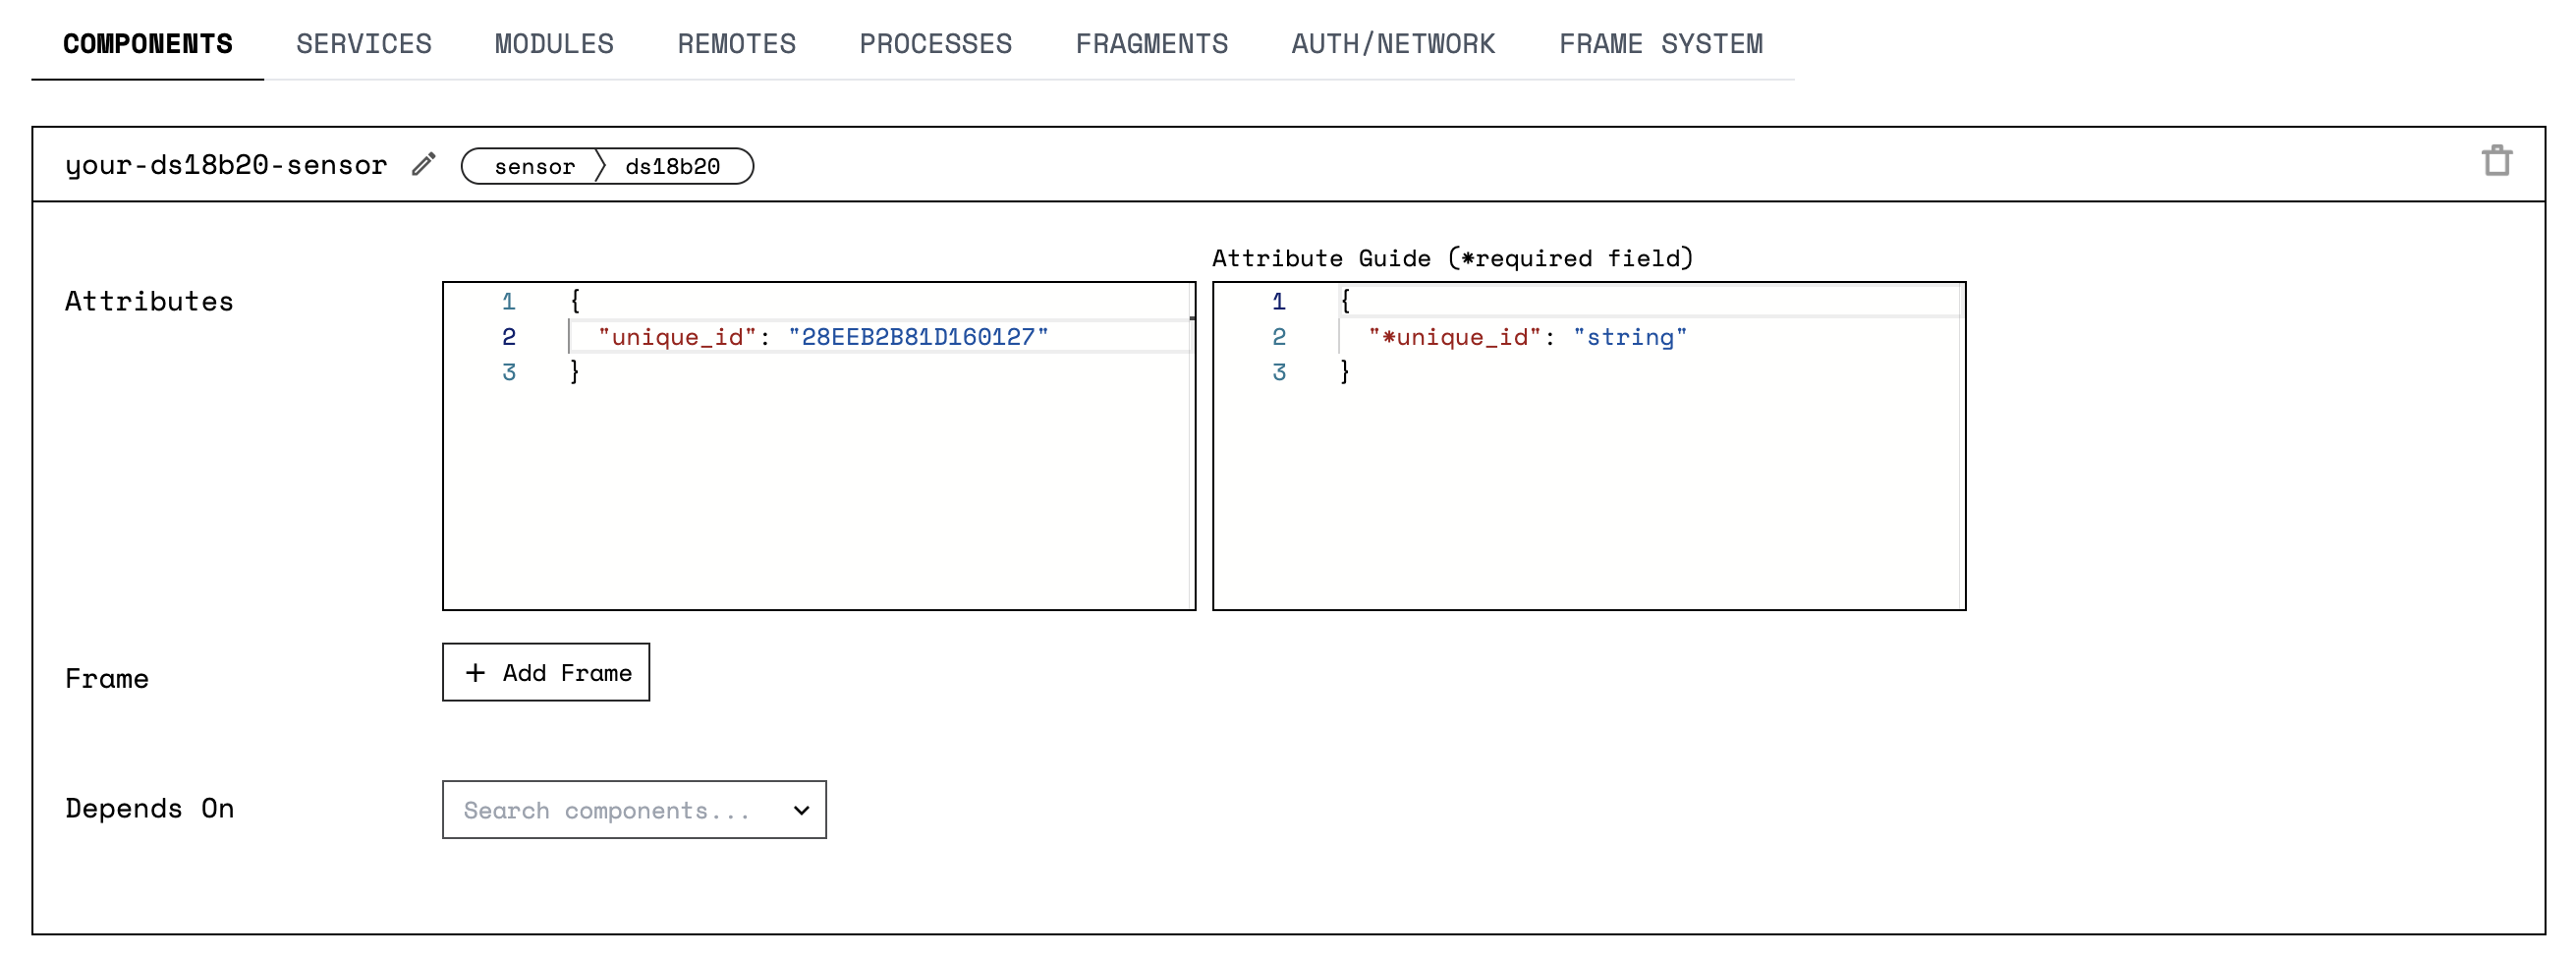 COMPONENTS SERVICES MODULES REMOTES PROCESSES FRAGMENTS AUTH/NETWORK FRAME SYSTEM
your-ds18b20-sensor sensor ds18b20
Attribute Guide (*required field)
Attributes
1 {
2 "unique_id": "28EEB2B81D160127"
3 }
1 {
2 "*unique_id": "string"
3 }
Frame
+ Add Frame
Depends On
Search components...